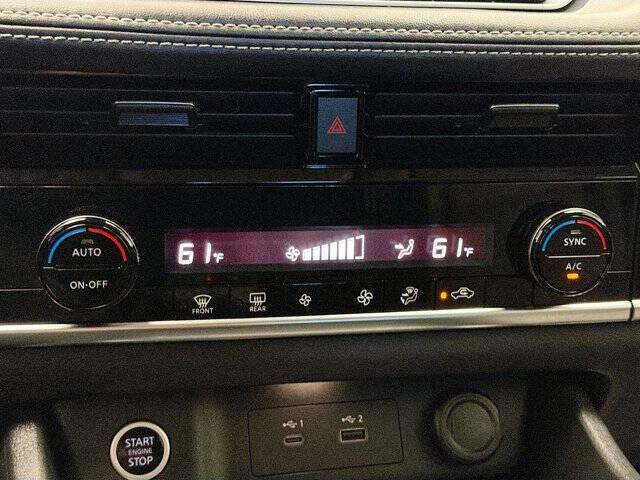 61°F
61°F
AUTO
ON·OFF
SYNC
A/C
FRONT
REAR
START
ENGINE
STOP
1
2